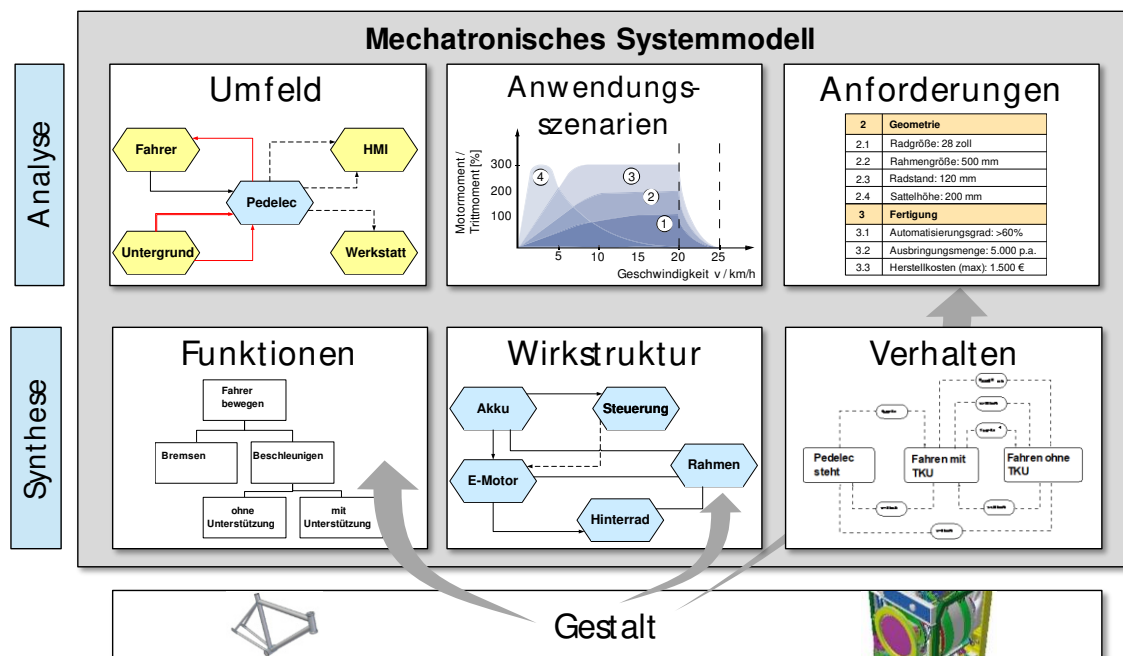 Mechatronisches Systemmodell
Analyse
Umfeld
Fahrer
HMI
Pedelec
Untergrund
Werkstatt
Anwendungs-
szenarien
Motormoment /
Trittmoment [%]
300
200
100
4
3
2
1
5
10
15
20
25
Geschwindigkeit v / km/h
Anforderungen
2 Geometrie
2.1 Radgröße: 28 zoll
2.2 Rahmengröße: 500 mm
2.3 Radstand: 120 mm
2.4 Sattelhöhe: 200 mm
3 Fertigung
3.1 Automatisierungsgrad: >60%
3.2 Ausbringungsmenge: 5.000 p.a.
3.3 Herstellkosten (max): 1.500 €
Synthese
Funktionen
Fahrer
bewegen
Bremsen
Beschleunigen
ohne
Unterstützung
mit
Unterstützung
Wirkstruktur
Akku
Steuerung
E-Motor
Rahmen
Hinterrad
Verhalten
Pedelec
steht
Fahren mit
TKU
Fahren ohne
TKU
Gestalt